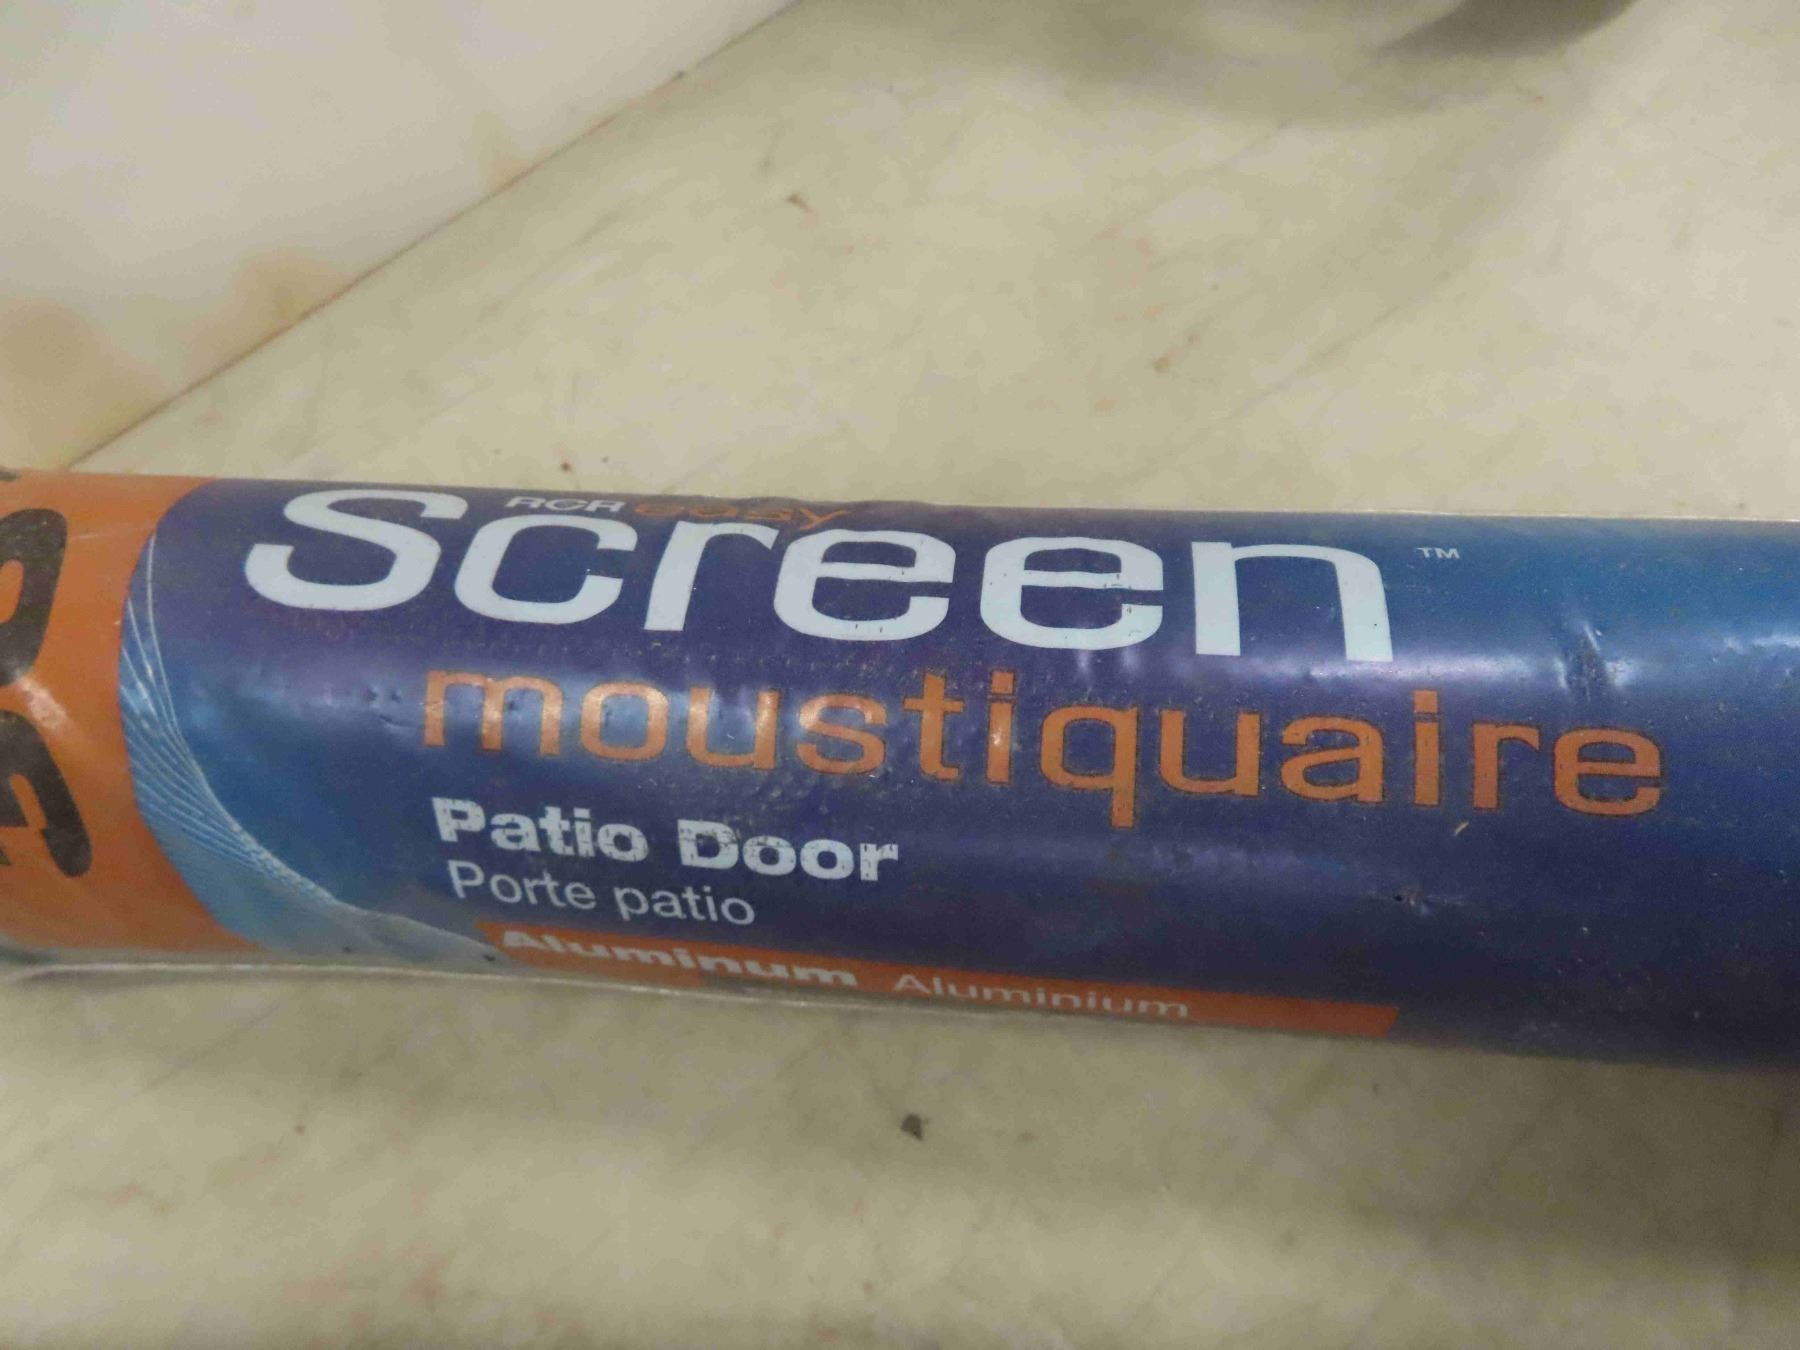 RCR easy
Screen™
moustiquaire
Patio Door
Porte patio
Aluminum Aluminium